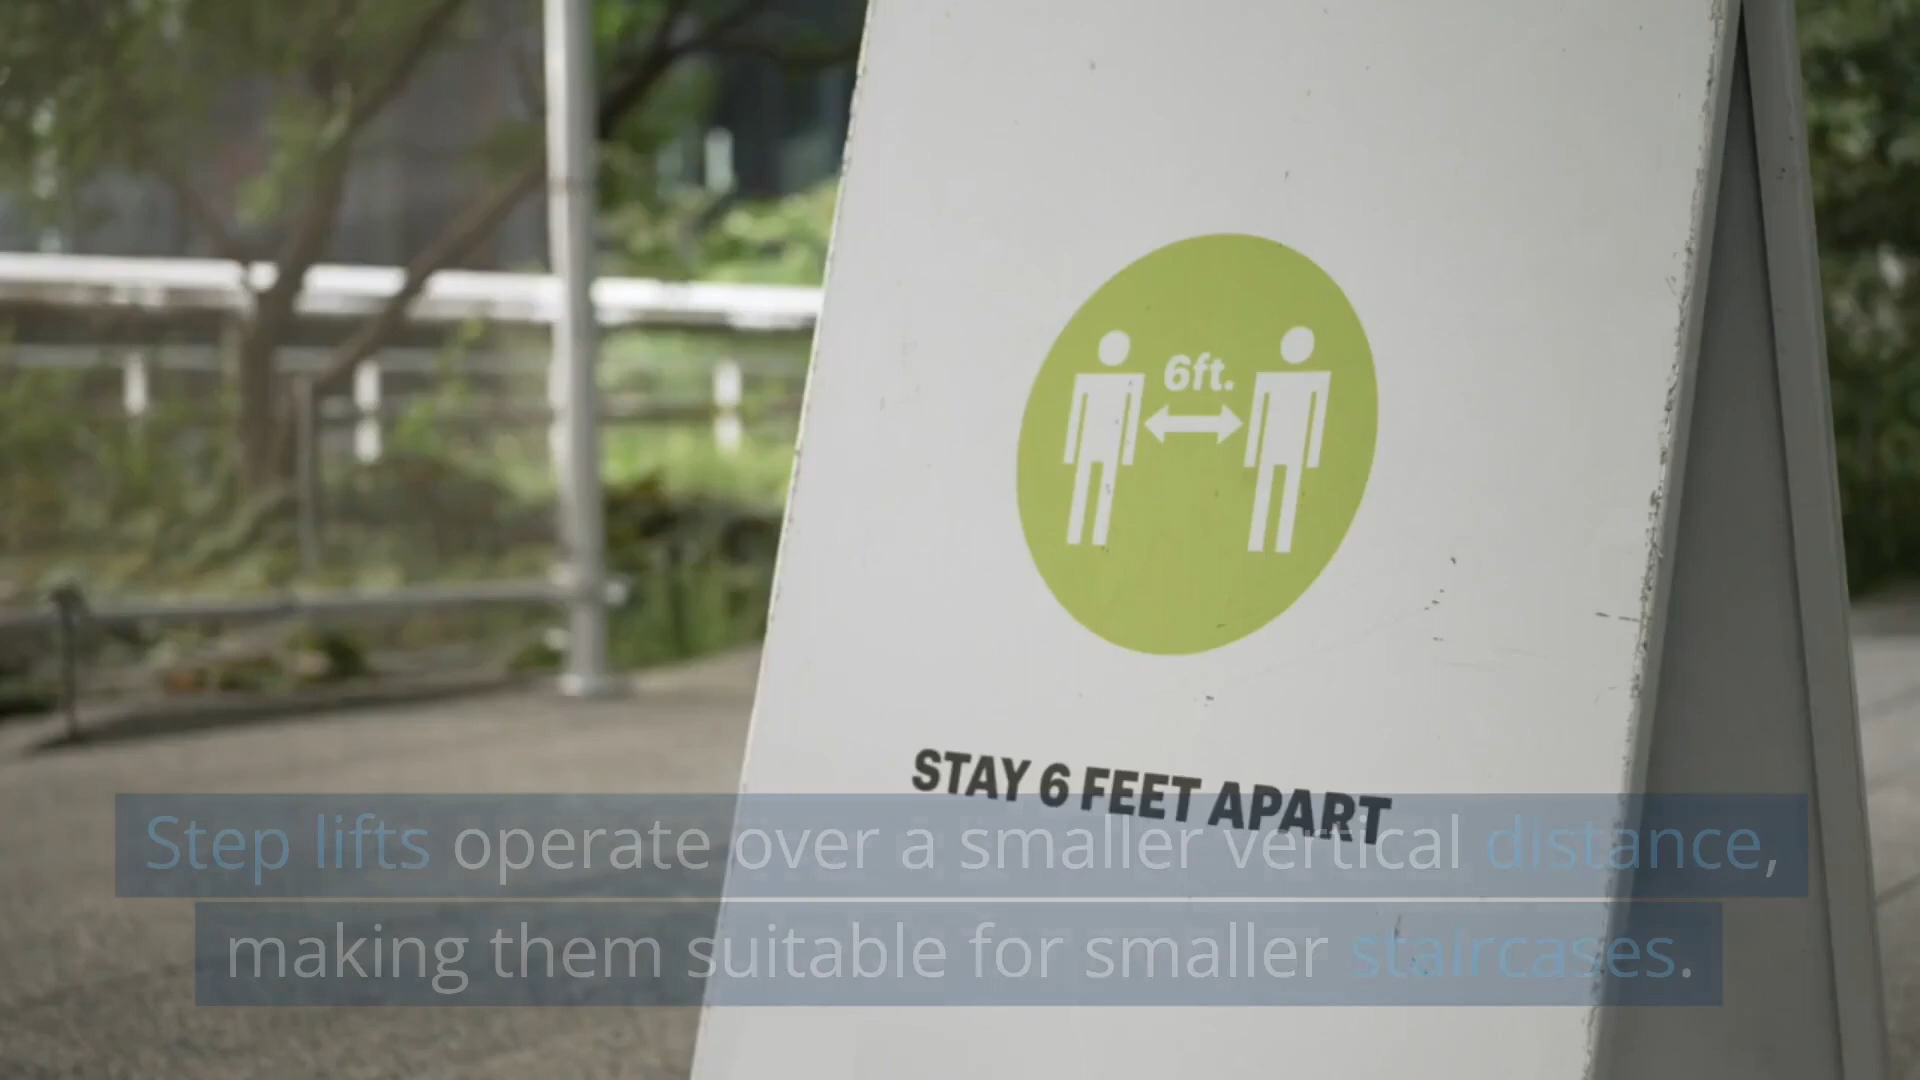 6ft.
STAY 6 FEET APART
Step lifts operate over a smaller vertical distance,
making them suitable for smaller staircases.